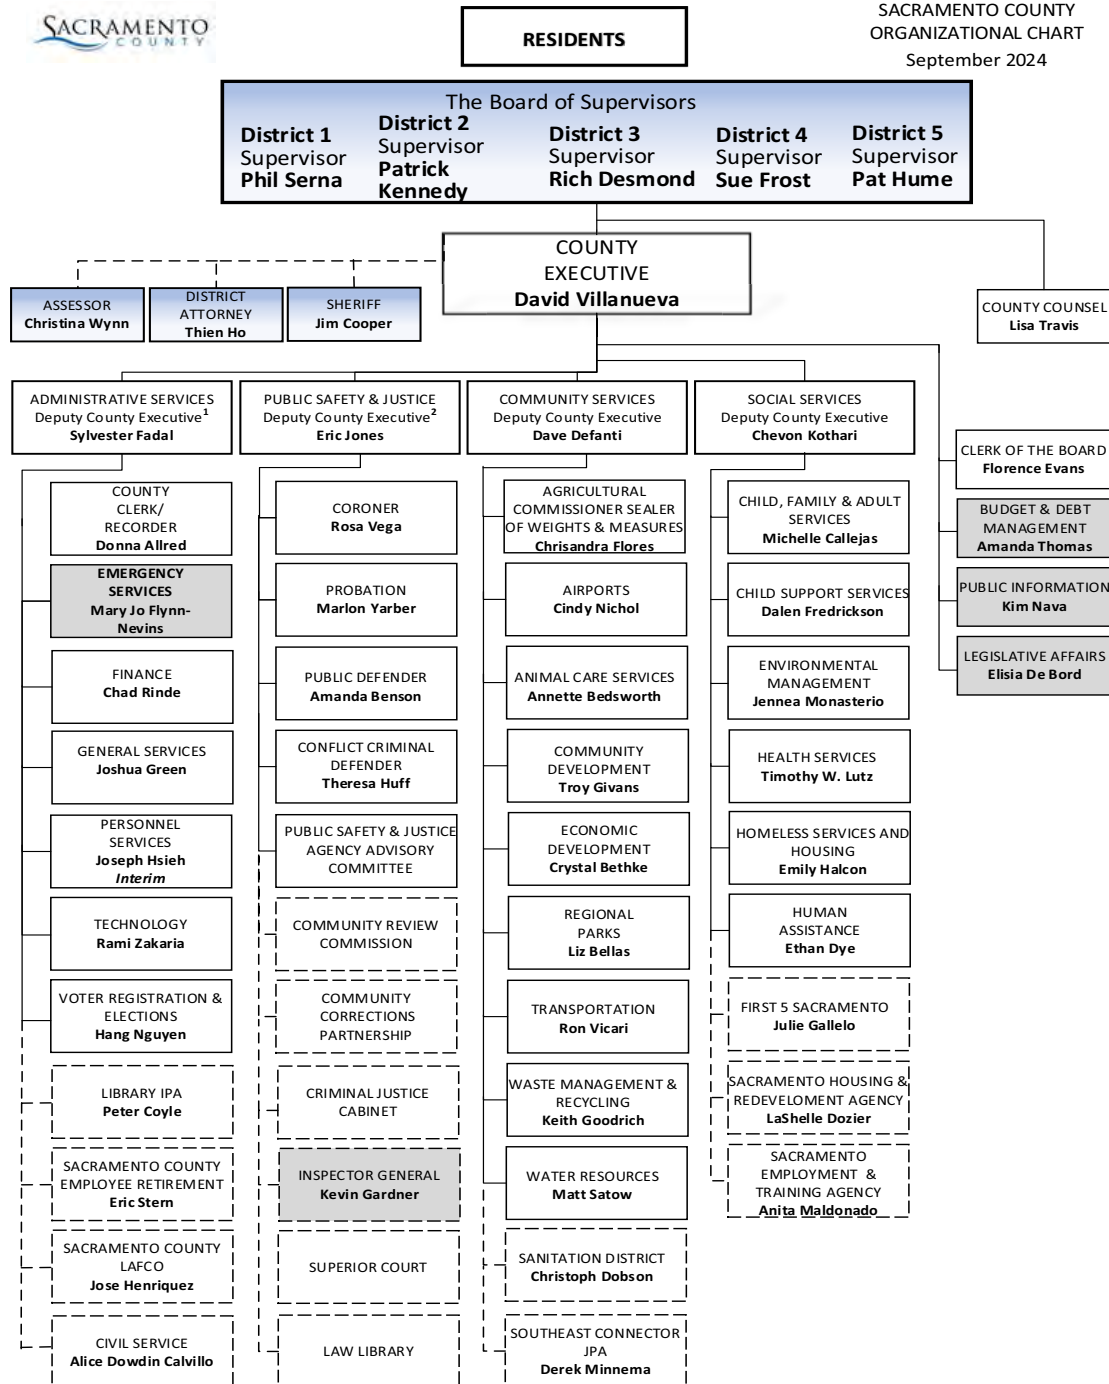 SACRAMENTO
COUNTY
RESIDENTS
SACRAMENTO COUNTY
ORGANIZATIONAL CHART
September 2024
The Board of Supervisors
District 1
Supervisor
Phil Serna
District 2
Supervisor
Patrick
Kennedy
District 3
Supervisor
Rich Desmond
District 4
Supervisor
Sue Frost
District 5
Supervisor
Pat Hume
COUNTY
EXECUTIVE
David Villanueva
ASSESSOR
Christina Wynn
DISTRICT
ATTORNEY
Thien Ho
SHERIFF
Jim Cooper
COUNTY COUNSEL
Lisa Travis
ADMINISTRATIVE SERVICES
Deputy County Executive1
Sylvester Fadal
PUBLIC SAFETY & JUSTICE
Deputy County Executive2
Eric Jones
COMMUNITY SERVICES
Deputy County Executive
Dave Defanti
SOCIAL SERVICES
Deputy County Executive
Chevon Kothari
COUNTY
CLERK/
RECORDER
Donna Allred
EMERGENCY
SERVICES
Mary Jo Flynn-
Nevins
FINANCE
Chad Rinde
GENERAL SERVICES
Joshua Green
PERSONNEL
SERVICES
Joseph Hsieh
Interim
TECHNOLOGY
Rami Zakaria
VOTER REGISTRATION &
ELECTIONS
Hang Nguyen
LIBRARY JPA
Peter Coyle
SACRAMENTO COUNTY
EMPLOYEE RETIREMENT
Eric Stern
SACRAMENTO COUNTY
LAFCO
Jose Henriquez
CIVIL SERVICE
Alice Dowdin Calvillo
CORONER
Rosa Vega
PROBATION
Marlon Yarber
PUBLIC DEFENDER
Amanda Benson
CONFLICT CRIMINAL
DEFENDER
Theresa Huff
PUBLIC SAFETY & JUSTICE
AGENCY ADVISORY
COMMITTEE
COMMUNITY REVIEW
COMMISSION
COMMUNITY
CORRECTIONS
PARTNERSHIP
CRIMINAL JUSTICE
CABINET
INSPECTOR GENERAL
Kevin Gardner
SUPERIOR COURT
LAW LIBRARY
AGRICULTURAL
COMMISSIONER SEALER
OF WEIGHTS & MEASURES
Chrisandra Flores
AIRPORTS
Cindy Nichol
ANIMAL CARE SERVICES
Annette Bedsworth
COMMUNITY
DEVELOPMENT
Troy Givans
ECONOMIC
DEVELOPMENT
Crystal Bethke
REGIONAL
PARKS
Liz Bellas
TRANSPORTATION
Ron Vicari
WASTE MANAGEMENT &
RECYCLING
Keith Goodrich
WATER RESOURCES
Matt Satow
SANITATION DISTRICT
Christoph Dobson
SOUTHEAST CONNECTOR
JPA
Derek Minnema
CHILD, FAMILY & ADULT
SERVICES
Michelle Callejas
CHILD SUPPORT SERVICES
Dalen Fredrickson
ENVIRONMENTAL
MANAGEMENT
Jennea Monasterio
HEALTH SERVICES
Timothy W. Lutz
HOMELESS SERVICES AND
HOUSING
Emily Halcon
HUMAN
ASSISTANCE
Ethan Dye
FIRST 5 SACRAMENTO
Julie Gallelo
SACRAMENTO HOUSING &
REDEVELOMENT AGENCY
LaShelle Dozier
SACRAMENTO
EMPLOYMENT &
TRAINING AGENCY
Anita Maldonado
CLERK OF THE BOARD
Florence Evans
BUDGET & DEBT
MANAGEMENT
Amanda Thomas
PUBLIC INFORMATION
Kim Nava
LEGISLATIVE AFFAIRS
Elisia De Bord